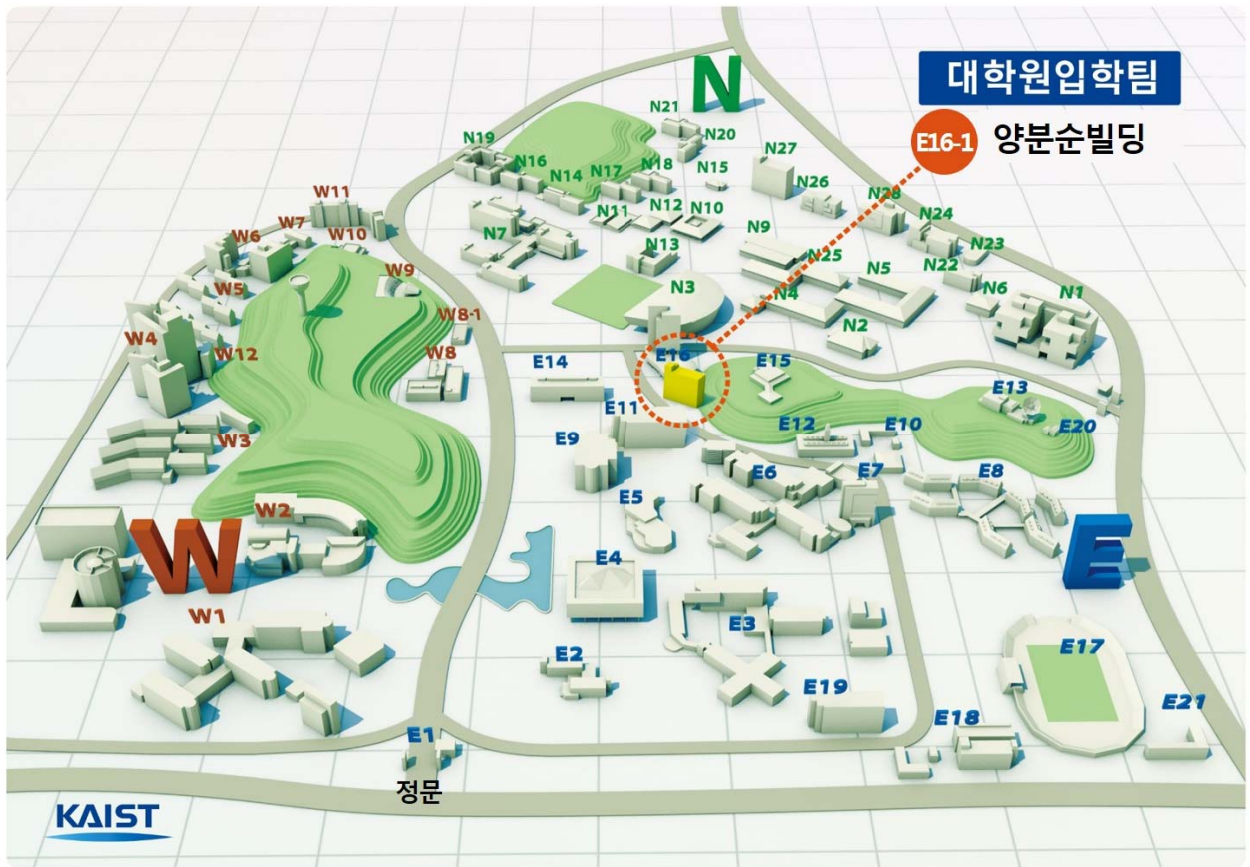 N
대학원입학팀
E16-1 양분순빌딩
N21
N20
N19
N16
N14
N17
N18
N15
N27
N26
N28
N24
N23
N22
N6
N1
N11
N12
N10
N9
N25
N5
N7
N13
N3
N4
N2
W11
W7
W6
W10
W5
W9
W8-1
W4
W12
W8
W3
W2
W
W1
E14
E16
E15
E13
E20
E11
E9
E12
E10
E6
E7
E8
E5
E4
E
E3
E2
E17
E19
E18
E21
E1
정문
KAIST